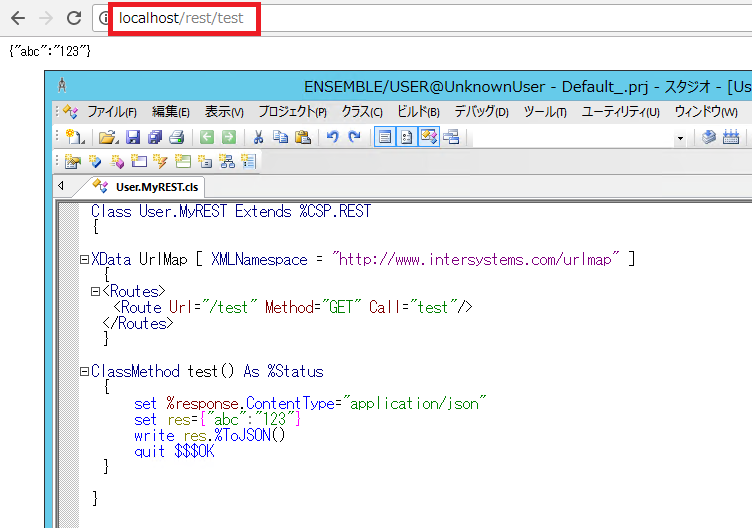 localhost/rest/test
{"abc":"123"}
ENSEMBLE/USER@UnknownUser - Default_.prj - スタジオ - [Us
ファイル(F) 編集(E) 表示(V) プロジェクト(P) クラス(C) ビルド(B) デバッグ(D) ツール(T) ユーティリティ(U) ウィンドウ(W)
User.MyREST.cls
Class User.MyREST Extends %CSP.REST
{
XData UrlMap [ XMLNamespace = "http://www.intersystems.com/urlmap" ]
{
<Routes>
<Route Url="/test" Method="GET" Call="test"/>
</Routes>
}
ClassMethod test() As %Status
{
set %response.ContentType="application/json"
set res={"abc":"123"}
write res.%ToJSON()
quit $$$OK
}
}